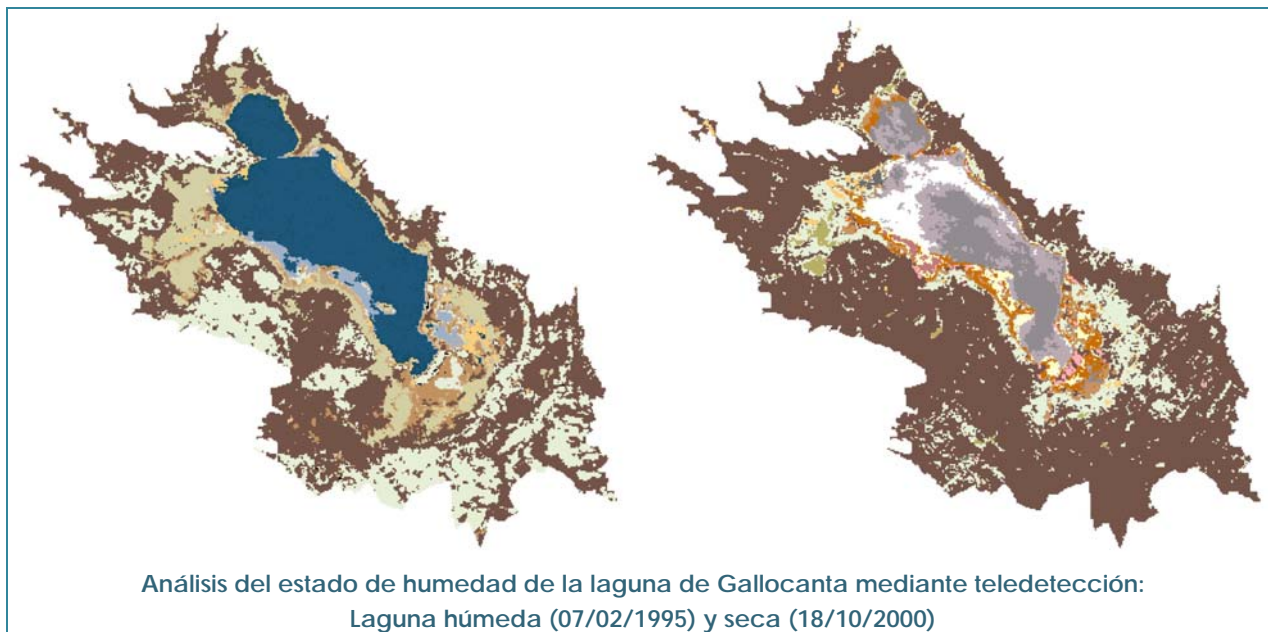 Análisis del estado de humedad de la laguna de Gallocanta mediante teledetección:
Laguna húmeda (07/02/1995) y seca (18/10/2000)